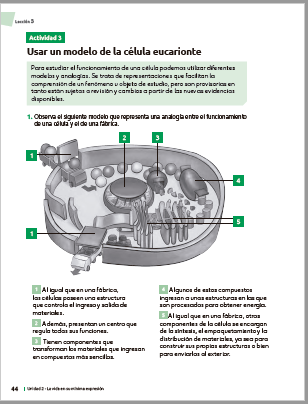 Lección 3
Actividad 3
Usar un modelo de la célula eucarionte
Para estudiar el funcionamiento de una célula podemos utilizar diferentes
modelos y analogías. Se trata de representaciones que facilitan la
comprensión de un fenómeno u objeto de estudio, pero son provisorias en
tanto están sujetas a revisión y cambios a partir de las nuevas evidencias
disponibles.
1. Observa el siguiente modelo que representa una analogía entre el funcionamiento
de una célula y el de una fábrica.
2
3
1
4
5
1
1 Al igual que en una fábrica,
las células poseen una estructura
que controla el ingreso y salida de
materiales.
2 Además, presentan un centro que
regula todas sus funciones.
3 Tienen componentes que
transforman los materiales que ingresan
en compuestos más sencillos.
4 Algunos de estos compuestos
ingresan a unas estructuras en las que
son procesados para obtener energía.
5 Al igual que en una fábrica, otros
componentes de la célula se encargan
de la síntesis, el empaquetamiento y la
distribución de materiales, ya sea para
construir sus propias estructuras o bien
para enviarlos al exterior.
44 Unidad 2 • La vida en su mínima expresión